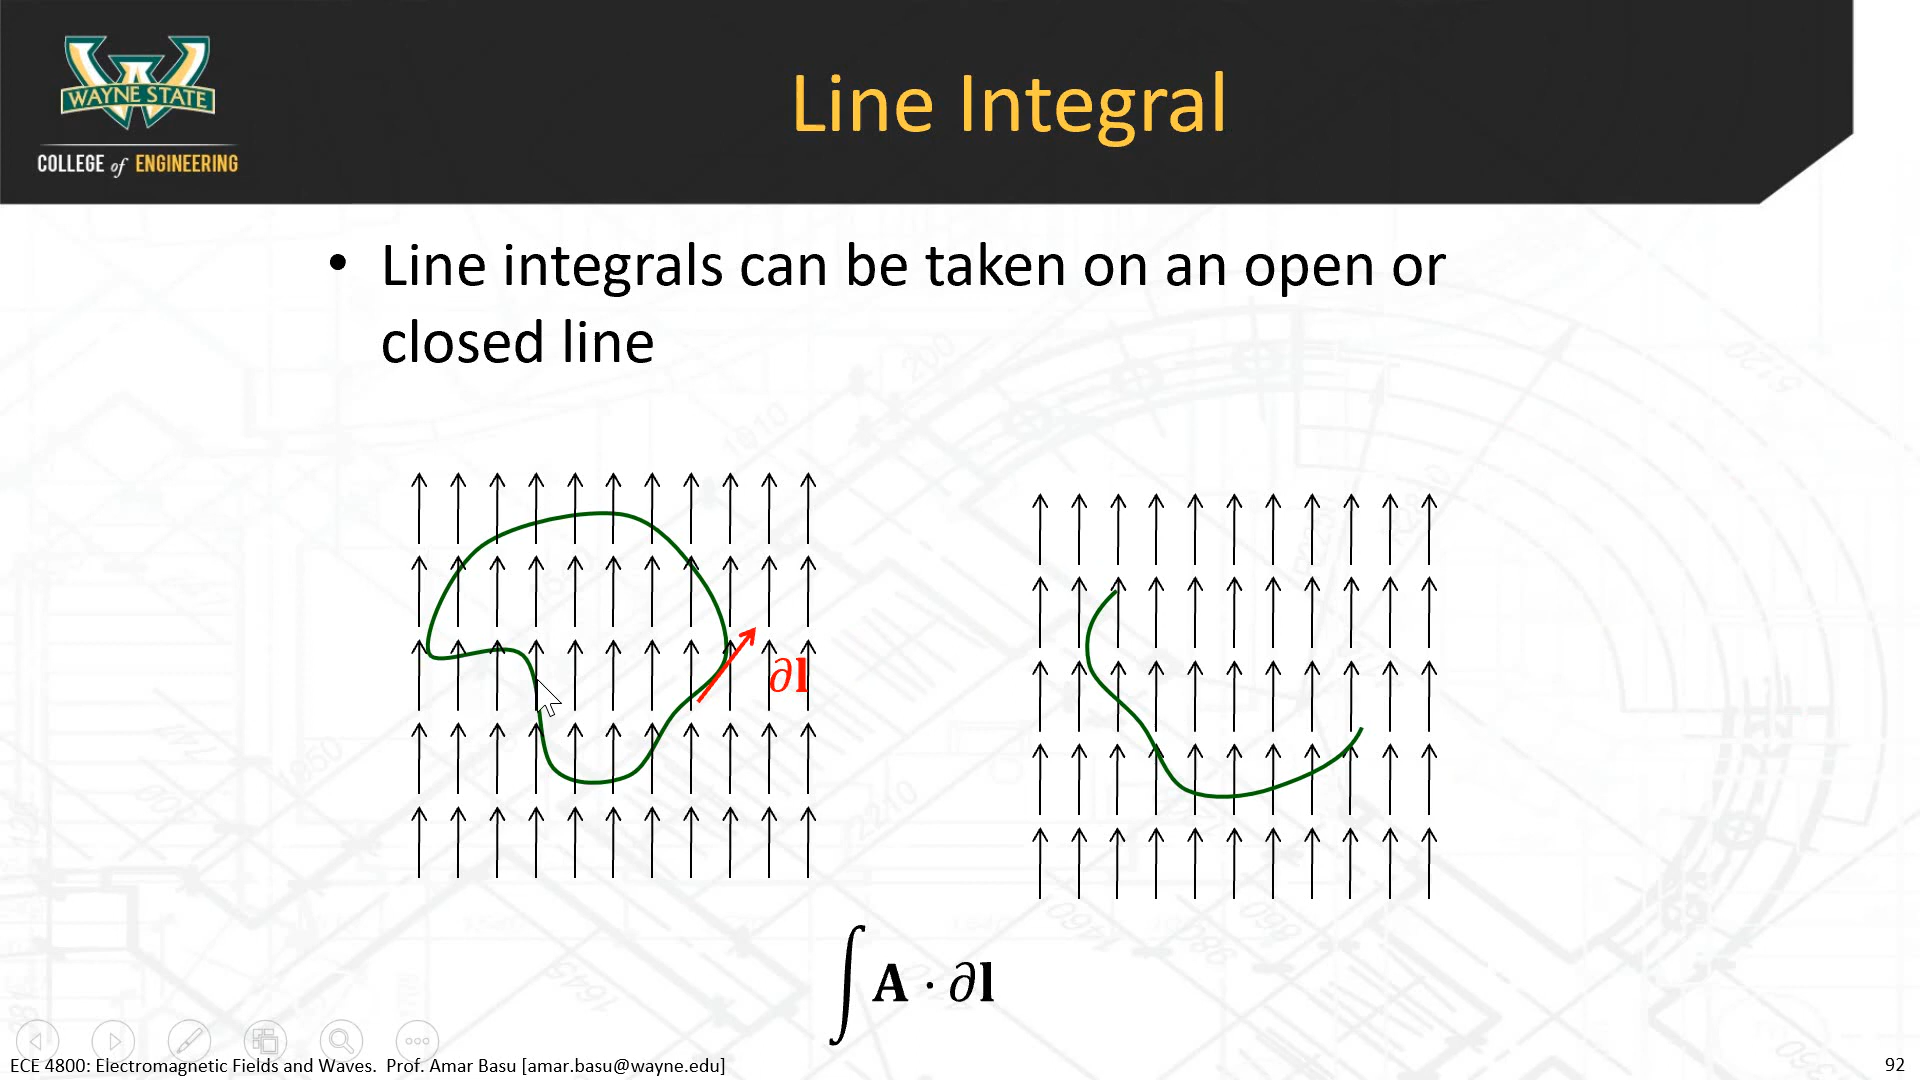 WAYNE STATE
COLLEGE of ENGINEERING
Line Integral
• Line integrals can be taken on an open or
closed line
∂l
∫ A · ∂l
ECE 4800: Electromagnetic Fields and Waves. Prof. Amar Basu [amar.basu@wayne.edu]
92